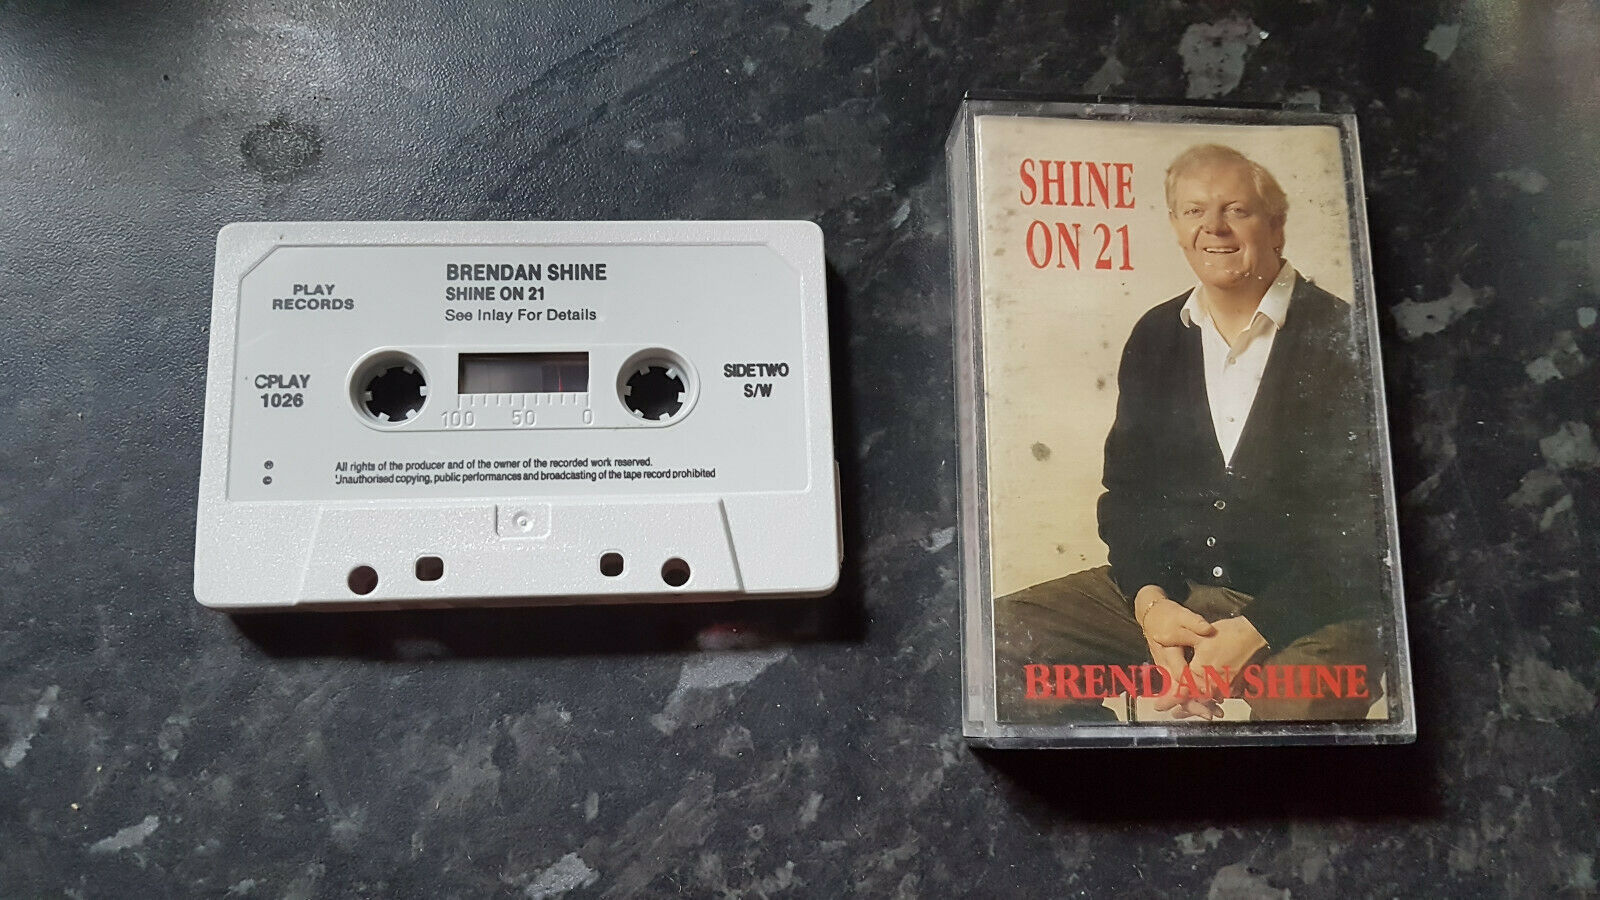 PLAY
RECORDS
BRENDAN SHINE
SHINE ON 21
See Inlay For Details
CPLAY
1026
SIDE TWO
S/W
100 50 0
℗
©
All rights of the producer and of the owner of the recorded work reserved.
Unauthorised copying, public performances and broadcasting of the tape record prohibited
SHINE
ON 21
BRENDAN SHINE